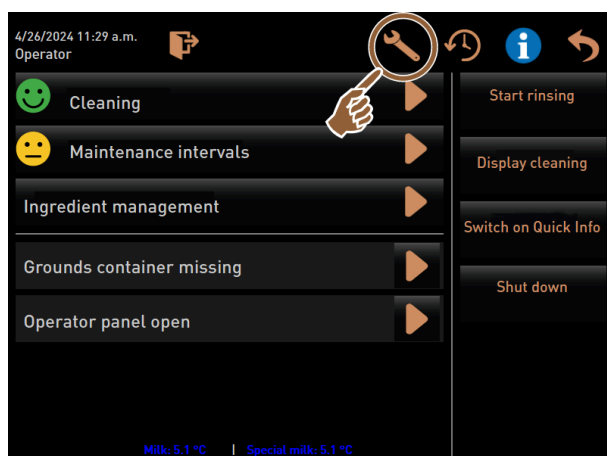 4/26/2024 11:29 a.m.
Operator
Cleaning
Maintenance intervals
Ingredient management
Grounds container missing
Operator panel open
Start rinsing
Display cleaning
Switch on Quick Info
Shut down
Milk: 5.1 °C | Special milk: 5.1 °C